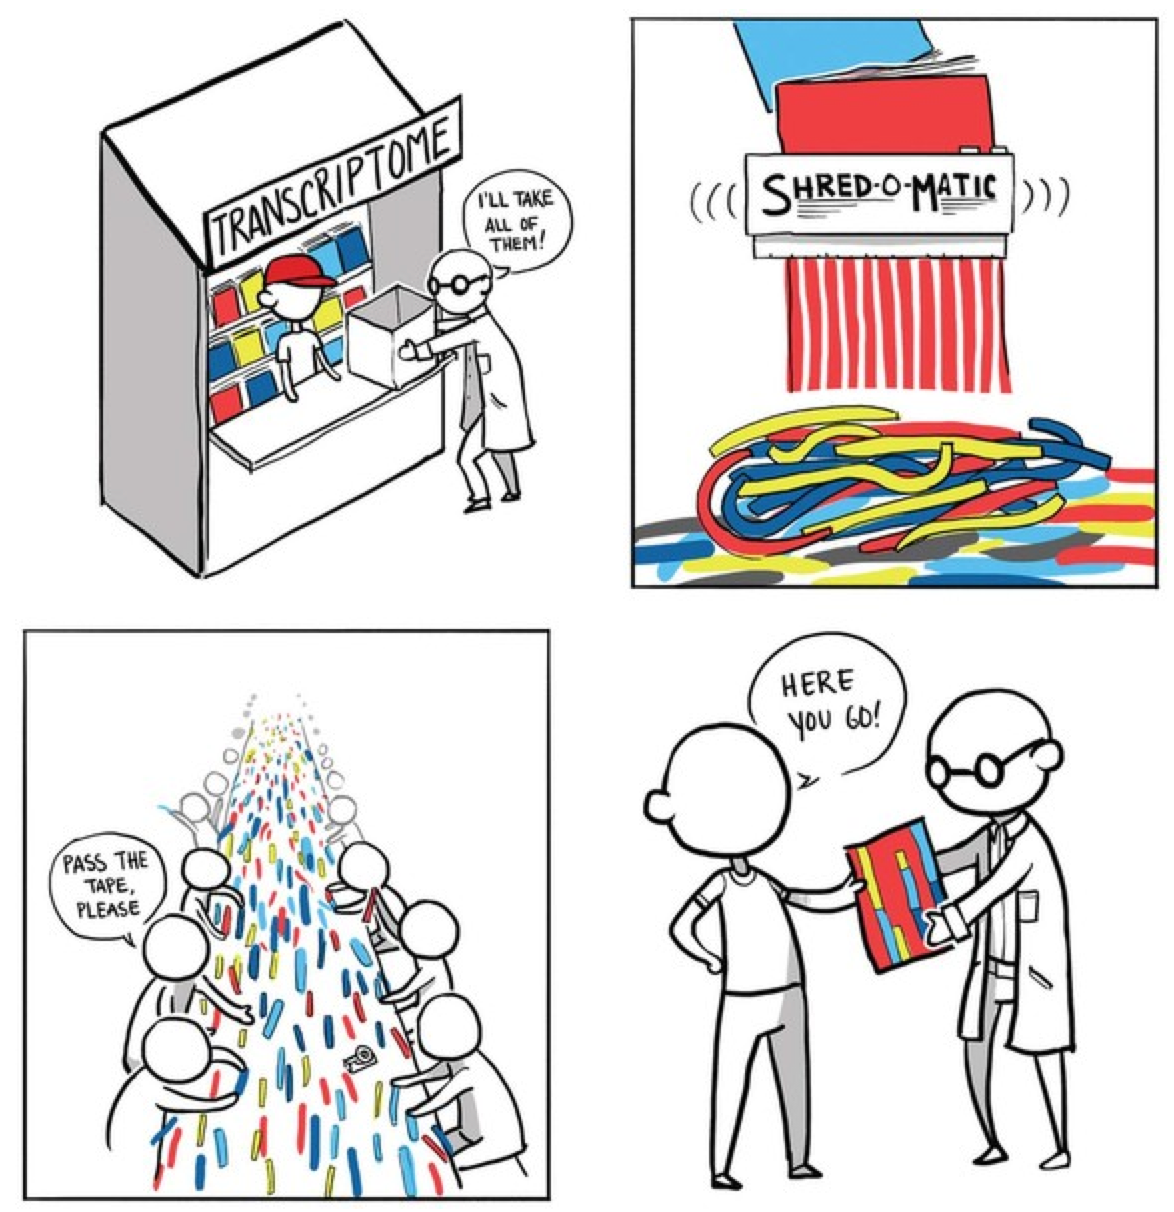 TRANSCRIPTOME
I'LL TAKE
ALL OF
THEM!
SHRED-O-MATIC
PASS THE
TAPE,
PLEASE
HERE
YOU GO!